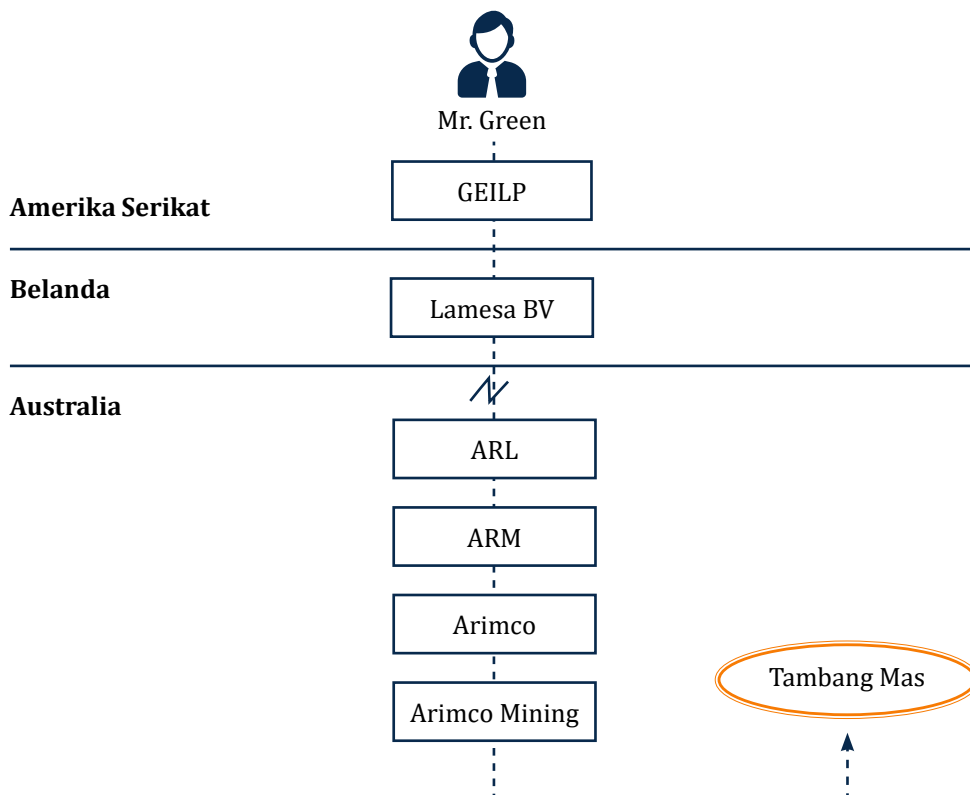 Mr. Green
GEILP
Amerika Serikat
Belanda
Lamesa BV
Australia
ARL
ARM
Arimco
Tambang Mas
Arimco Mining